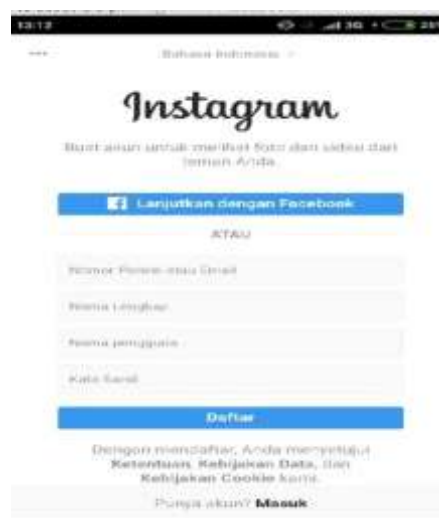 13:12
3G
Bahasa Indonesia
Instagram
Buat akun untuk melihat foto dan video dari
teman Anda.
Lanjutkan dengan Facebook
ATAU
Nomor Ponsel atau Email
Nama Lengkap
Nama pengguna
Kata Sandi
Daftar
Dengan mendaftar, Anda menyetujui
Ketentuan, Kebijakan Data, dan
Kebijakan Cookie kami.
Punya akun? Masuk